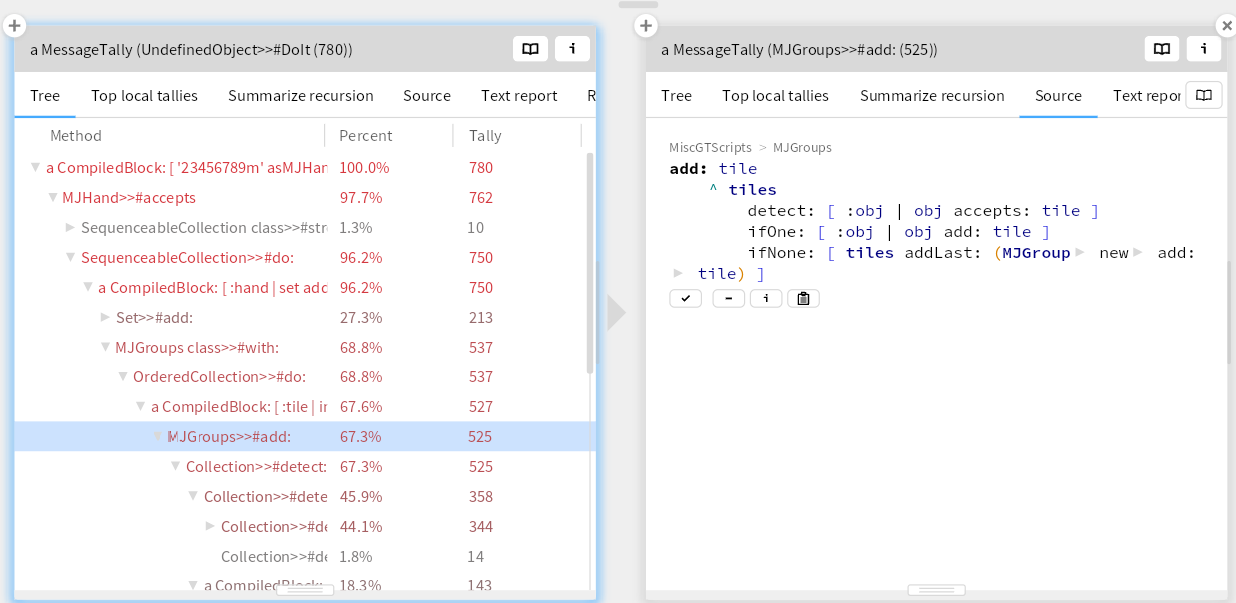 a MessageTally (UndefinedObject>>#DoIt (780))
i
Tree Top local tallies Summarize recursion Source Text report R
Method Percent Tally
a CompiledBlock: [ '23456789m' asMJHan 100.0% 780
MJHand>>#accepts 97.7% 762
SequenceableCollection class>>#str 1.3% 10
SequenceableCollection>>#do: 96.2% 750
a CompiledBlock: [ :hand | set add 96.2% 750
Set>>#add: 27.3% 213
MJGroups class>>#with: 68.8% 537
OrderedCollection>>#do: 68.8% 537
a CompiledBlock: [ :tile | in 67.6% 527
MJGroups>>#add: 67.3% 525
Collection>>#detect: 67.3% 525
Collection>>#dete 45.9% 358
Collection>>#de 44.1% 344
Collection>>#de 1.8% 14
a CompiledBlock: 18.3% 143
a MessageTally (MJGroups>>#add: (525))
i
Tree Top local tallies Summarize recursion Source Text repor
MiscGTScripts > MJGroups
add: tile
^ tiles
detect: [ :obj | obj accepts: tile ]
ifOne: [ :obj | obj add: tile ]
ifNone: [ tiles addLast: (MJGroup new add:
tile) ]
i